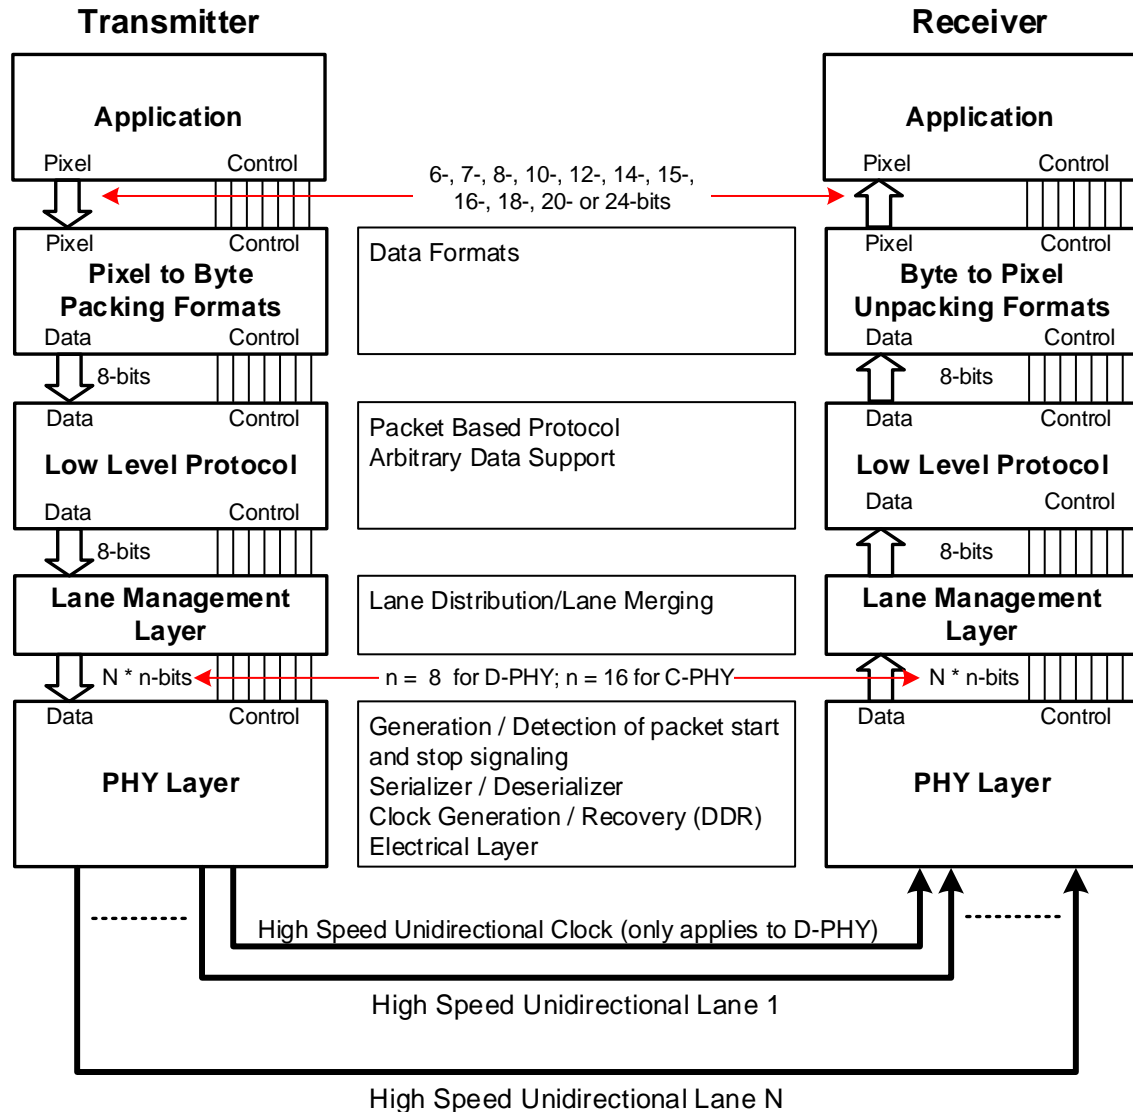 Transmitter
Receiver
Application
Pixel
Control
Application
Pixel
Control
6-, 7-, 8-, 10-, 12-, 14-, 15-,
16-, 18-, 20- or 24-bits
Pixel
Control
Pixel to Byte
Packing Formats
Data
Control
Data Formats
Pixel
Control
Byte to Pixel
Unpacking Formats
Data
Control
8-bits
8-bits
Data
Control
Low Level Protocol
Data
Control
Packet Based Protocol
Arbitrary Data Support
Data
Control
Low Level Protocol
Data
Control
8-bits
8-bits
Lane Management
Layer
Lane Distribution/Lane Merging
Lane Management
Layer
N * n-bits
n = 8 for D-PHY; n = 16 for C-PHY
N * n-bits
Data
Control
PHY Layer
Generation / Detection of packet start
and stop signaling
Serializer / Deserializer
Clock Generation / Recovery (DDR)
Electrical Layer
Data
Control
PHY Layer
High Speed Unidirectional Clock (only applies to D-PHY)
High Speed Unidirectional Lane 1
High Speed Unidirectional Lane N